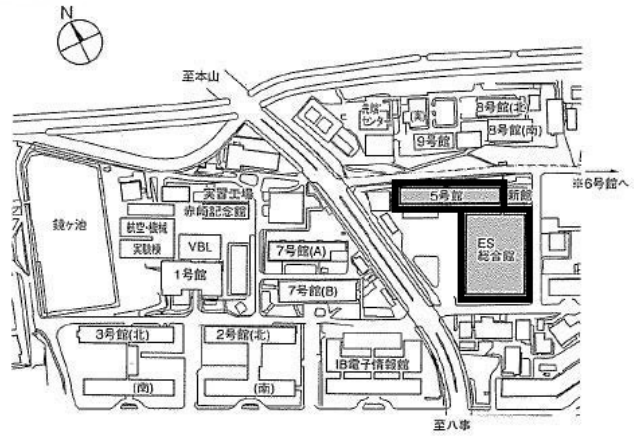 N
至本山
先端
センター
(実)
8号館(北)
8号館(南)
9号館
※6号館へ
5号館
新館
実習工場
赤﨑記念館
鏡ヶ池
航空・機械
実験棟
VBL
1号館
7号館(A)
7号館(B)
ES
総合館
3号館(北)
2号館(北)
IB電子情報館
(南)
(南)
至八事